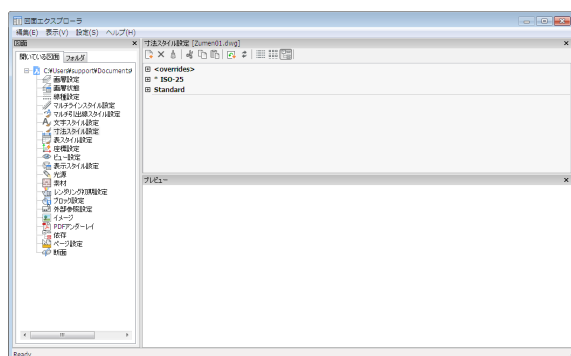 図面エクスプローラ
編集(E) 表示(V) 設定(S) ヘルプ(H)
図面
開いている図面 フォルダ
C:¥Users¥support¥Documents¥
画層設定
画層状態
線種設定
マルチラインスタイル設定
マルチ引出線スタイル設定
文字スタイル設定
寸法スタイル設定
表スタイル設定
座標設定
ビュー設定
表示スタイル設定
光源
素材
レンダリング初期設定
ブロック設定
外部参照設定
イメージ
PDFアンダーレイ
依存
ページ設定
断面
寸法スタイル設定 [Zumen01.dwg]
<overrides>
* ISO-25
Standard
プレビュー
Ready